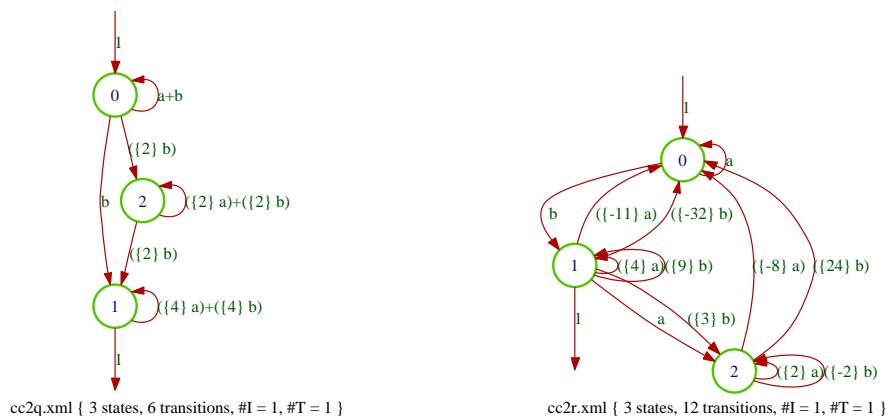 1
0
a+b
({2} b)
b
2
({2} a)+({2} b)
({2} b)
1
({4} a)+({4} b)
1
cc2q.xml { 3 states, 6 transitions, #I = 1, #T = 1 }
1
0
a
b
({-11} a)
({-32} b)
1
({4} a)
({9} b)
({-8} a)
({24} b)
1
a
({3} b)
2
({2} a)
({-2} b)
cc2r.xml { 3 states, 12 transitions, #I = 1, #T = 1 }